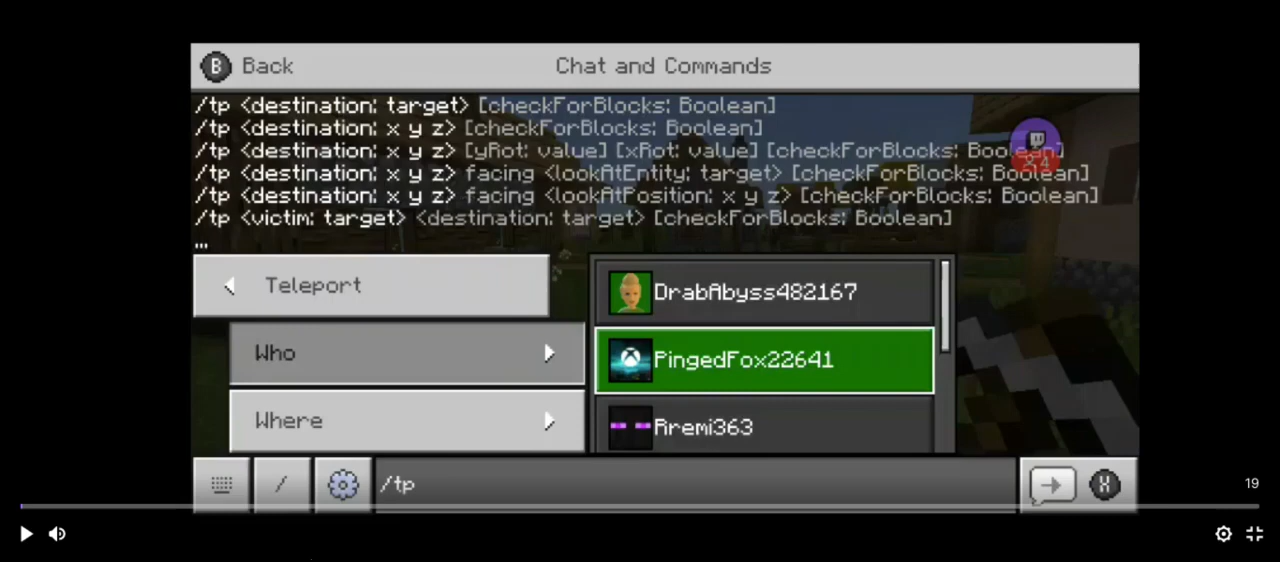 B Back
Chat and Commands
/tp <destination: target> [checkForBlocks: Boolean]
/tp <destination: x y z> [checkForBlocks: Boolean]
/tp <destination: x y z> [yRot: value] [xRot: value] [checkForBlocks: Boolean]
/tp <destination: x y z> facing <lookAtEntity: target> [checkForBlocks: Boolean]
/tp <destination: x y z> facing <lookAtPosition: x y z> [checkForBlocks: Boolean]
/tp <victim: target> <destination: target> [checkForBlocks: Boolean]
...
4
Teleport
Who
Where
DrabAbyss482167
PingedFox22641
Rremi363
/
/tp
X
19